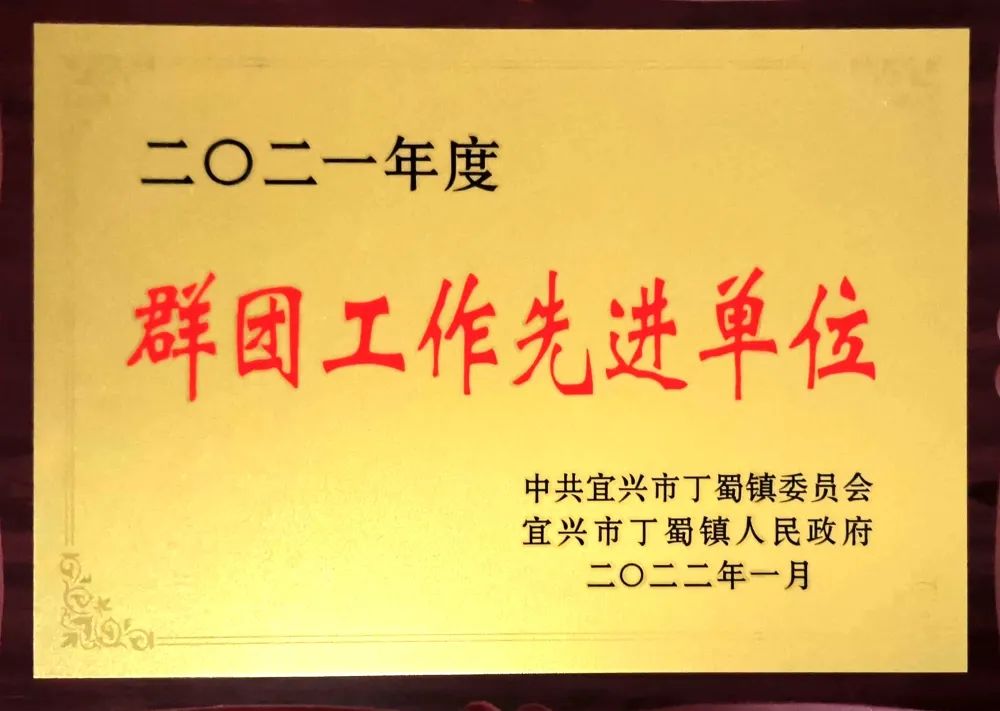 二〇二一年度
群团工作先进单位
中共宜兴市丁蜀镇委员会
宜兴市丁蜀镇人民政府
二〇二二年一月